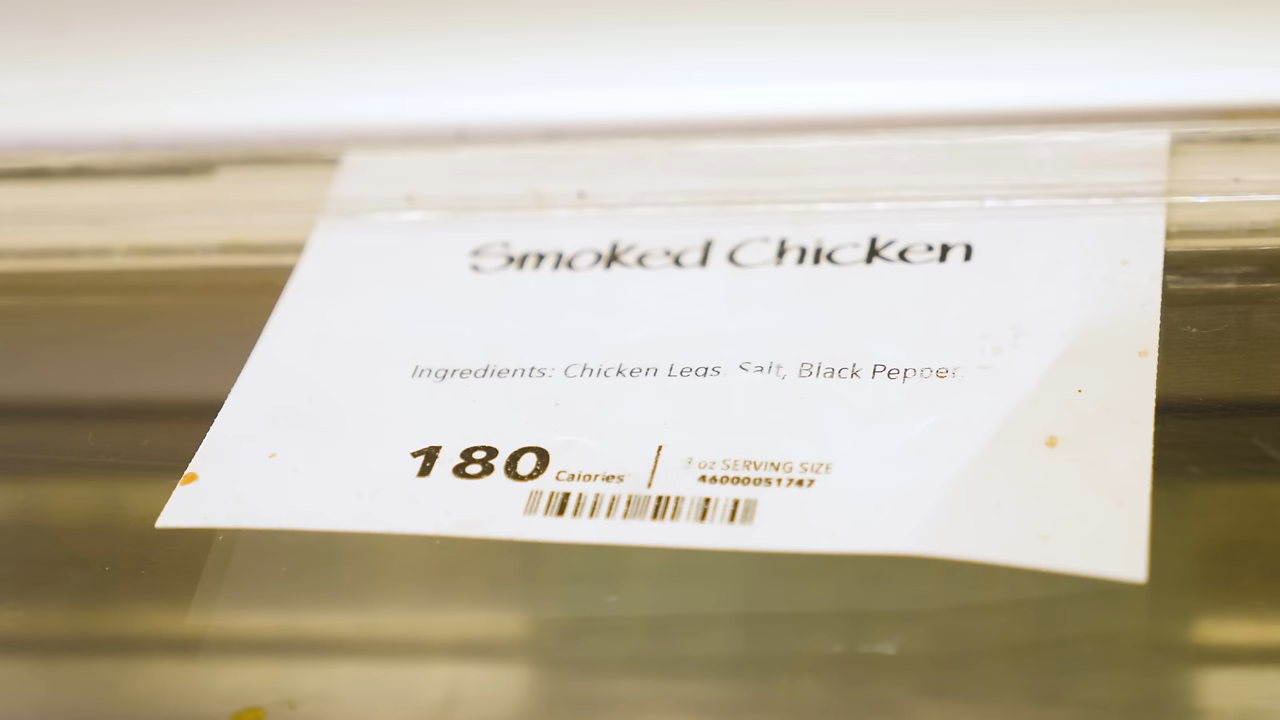 Smoked Chicken
Ingredients: Chicken Legs, Salt, Black Pepper.
180 Calories
3 oz SERVING SIZE
46000051747